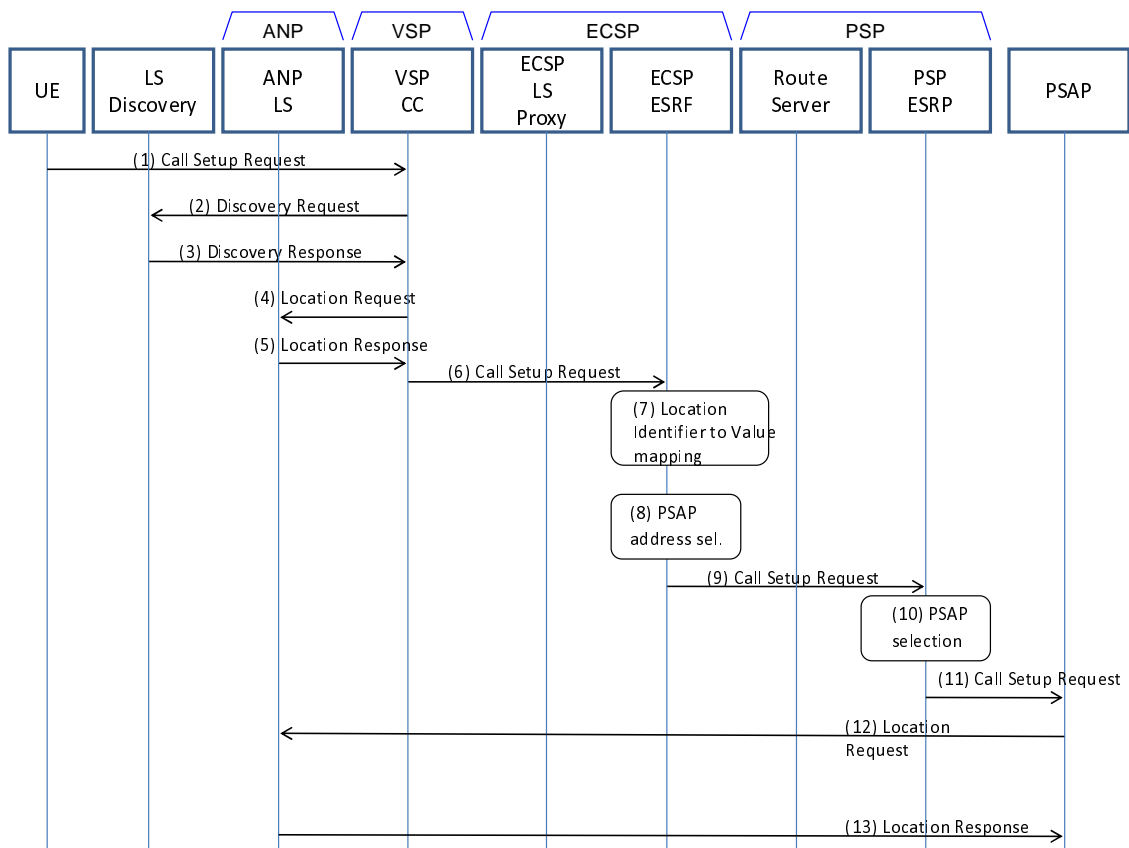 ANP
VSP
ECSP
PSP
UE
LS
Discovery
ANP
LS
VSP
CC
ECSP
LS
Proxy
ECSP
ESRF
Route
Server
PSP
ESRP
PSAP
(1) Call Setup Request
(2) Discovery Request
(3) Discovery Response
(4) Location Request
(5) Location Response
(6) Call Setup Request
(7) Location
Identifier to Value
mapping
(8) PSAP
address sel.
(9) Call Setup Request
(10) PSAP
selection
(11) Call Setup Request
(12) Location
Request
(13) Location Response